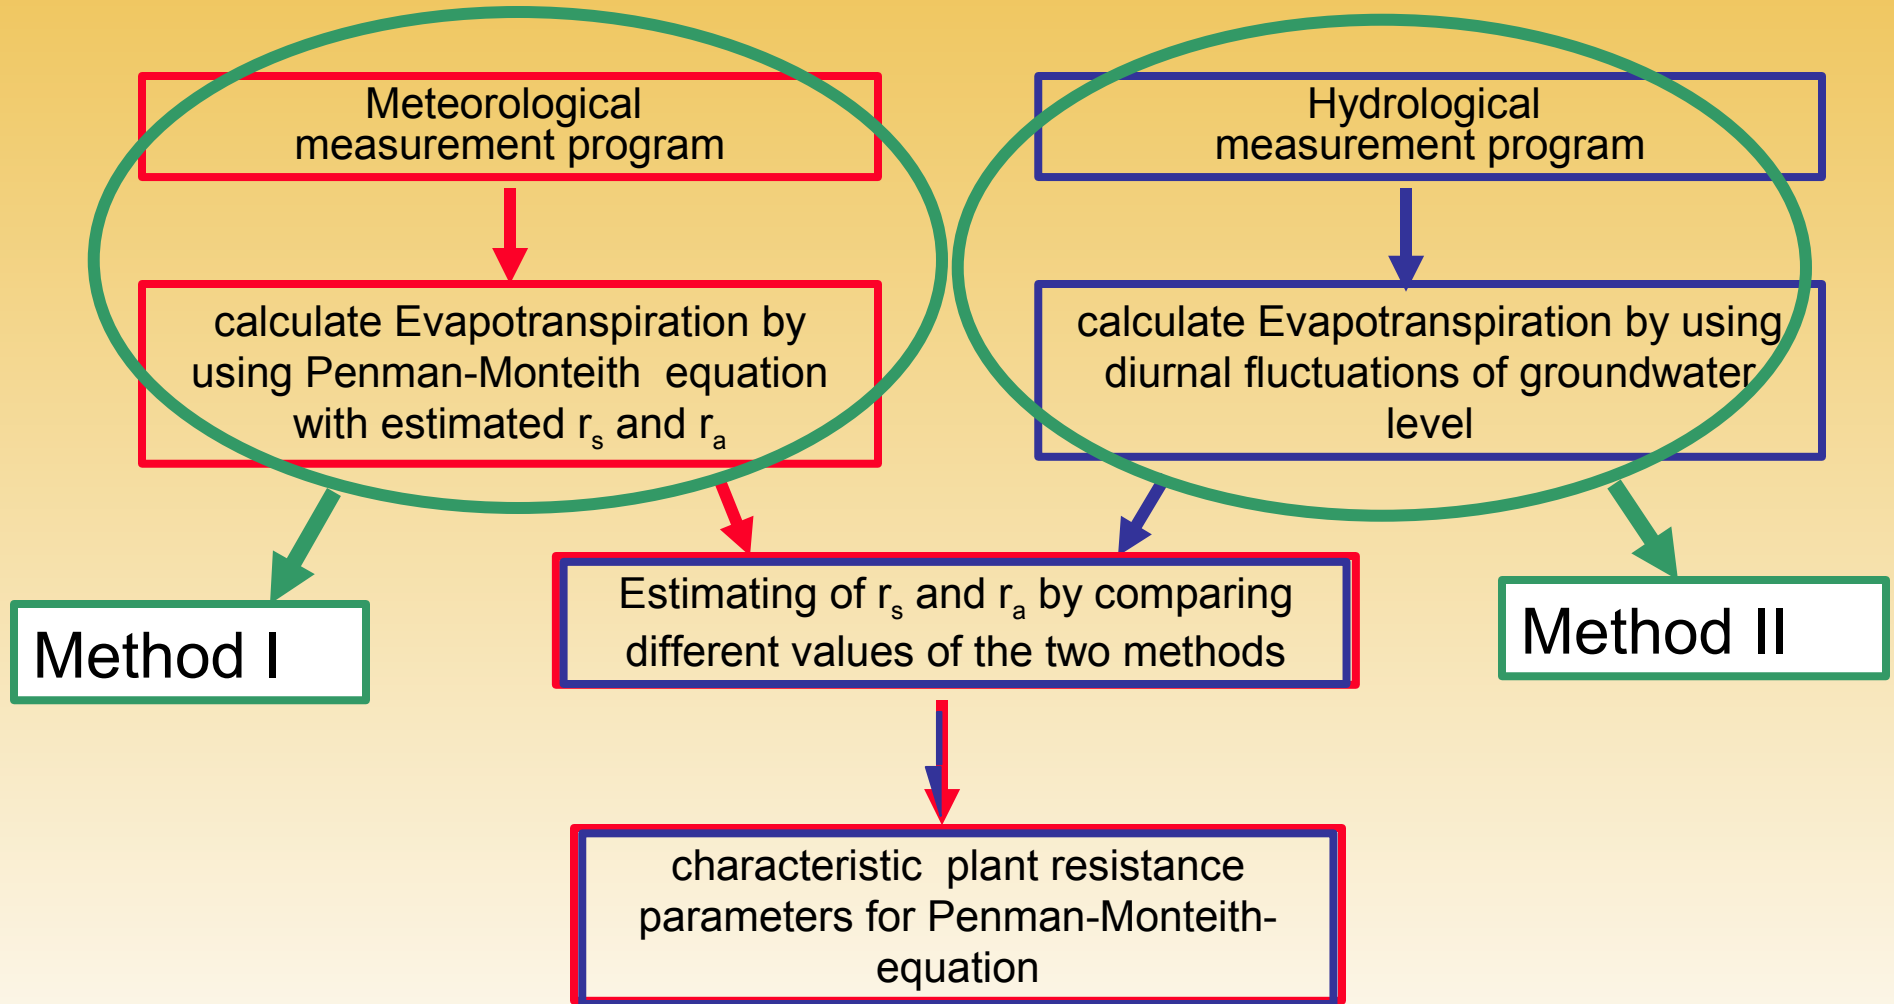 Meteorological
measurement program
Hydrological
measurement program
calculate Evapotranspiration by
using Penman-Monteith equation
with estimated rs and ra
calculate Evapotranspiration by using
diurnal fluctuations of groundwater
level
Method I
Estimating of rs and ra by comparing
different values of the two methods
Method II
characteristic plant resistance
parameters for Penman-Monteith-
equation